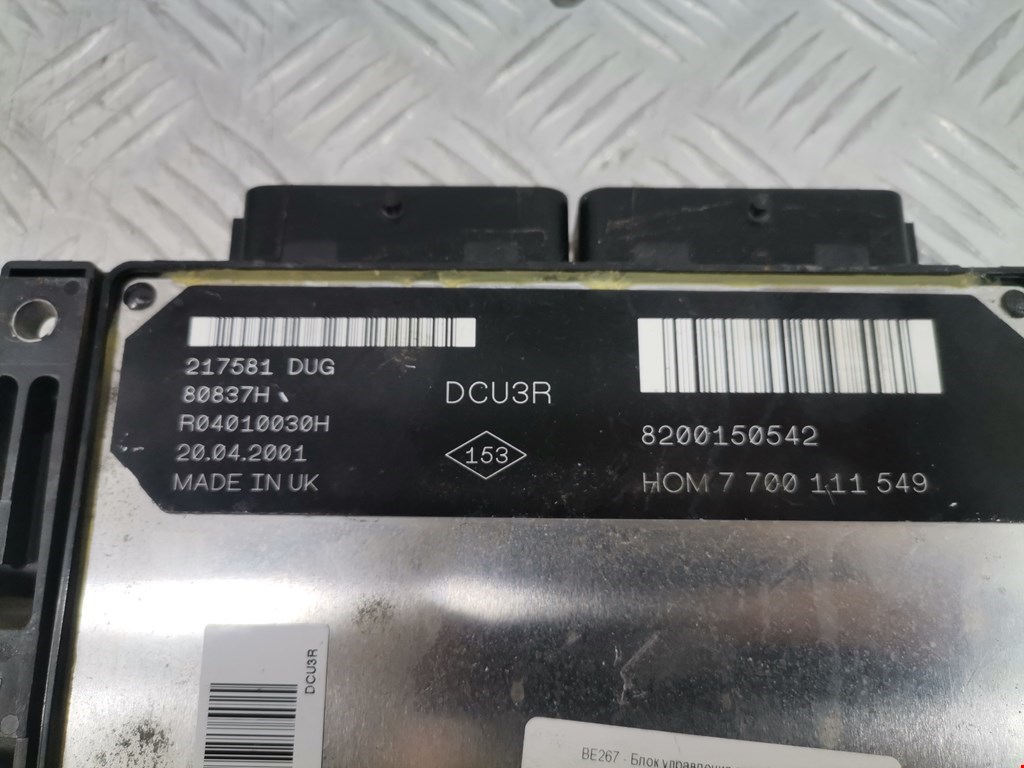 217581 DUG
80837H
R04010030H
20.04.2001
MADE IN UK
DCU3R
153
8200150542
HOM 7 700 111 549
DCU3R
BE267 - Блок управления